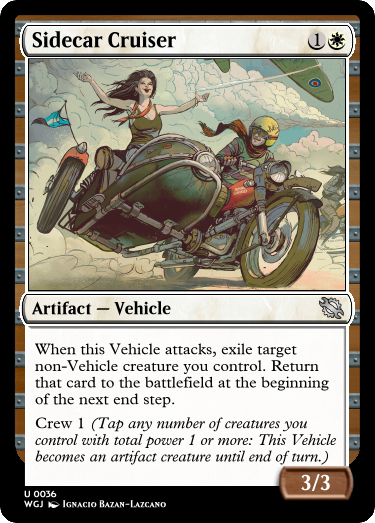 Sidecar Cruiser 1
Artifact — Vehicle
When this Vehicle attacks, exile target
non-Vehicle creature you control. Return
that card to the battlefield at the beginning
of the next end step.
Crew 1 (Tap any number of creatures you
control with total power 1 or more: This Vehicle
becomes an artifact creature until end of turn.)
3/3
U 0036
WGJ Ignacio Bazan-Lazcano